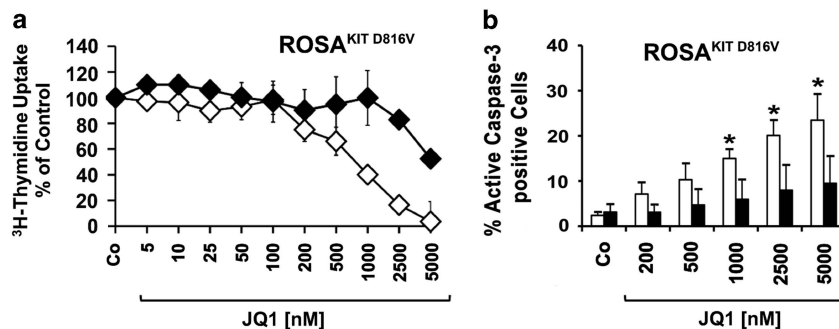 a
ROSA^KIT D816V
³H-Thymidine Uptake
% of Control
140
120
100
80
60
40
20
0
Co
5
10
25
50
100
200
500
1000
2500
5000
JQ1 [nM]
b
ROSA^KIT D816V
% Active Caspase-3
positive Cells
40
30
20
10
0
*
*
*
Co
200
500
1000
2500
5000
JQ1 [nM]